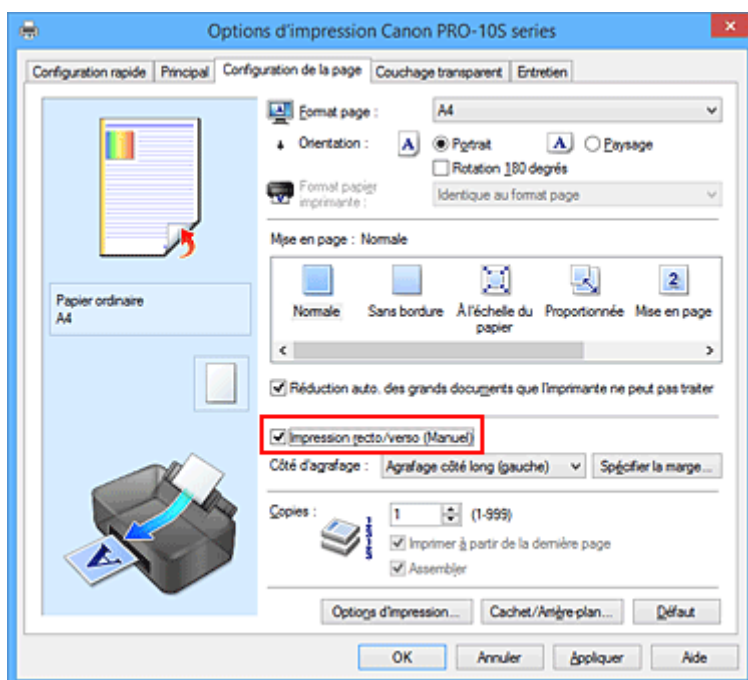 Options d'impression Canon PRO-10S series
Configuration rapide Principal Configuration de la page Couchage transparent Entretien
Format page : A4
Orientation : A Portrait A Paysage
Rotation 180 degrés
Format papier imprimante : Identique au format page
Mise en page : Normale
Papier ordinaire
A4
Normale Sans bordure À l'échelle du papier Proportionnée 2 Mise en page
Réduction auto. des grands documents que l'imprimante ne peut pas traiter
Impression recto/verso (Manuel)
Côté d'agrafage : Agrafage côté long (gauche) Spécifier la marge...
Copies : 1 (1-999)
Imprimer à partir de la dernière page
Assembler
A
Options d'impression... Cachet/Arrière-plan... Défaut
OK Annuler Appliquer Aide